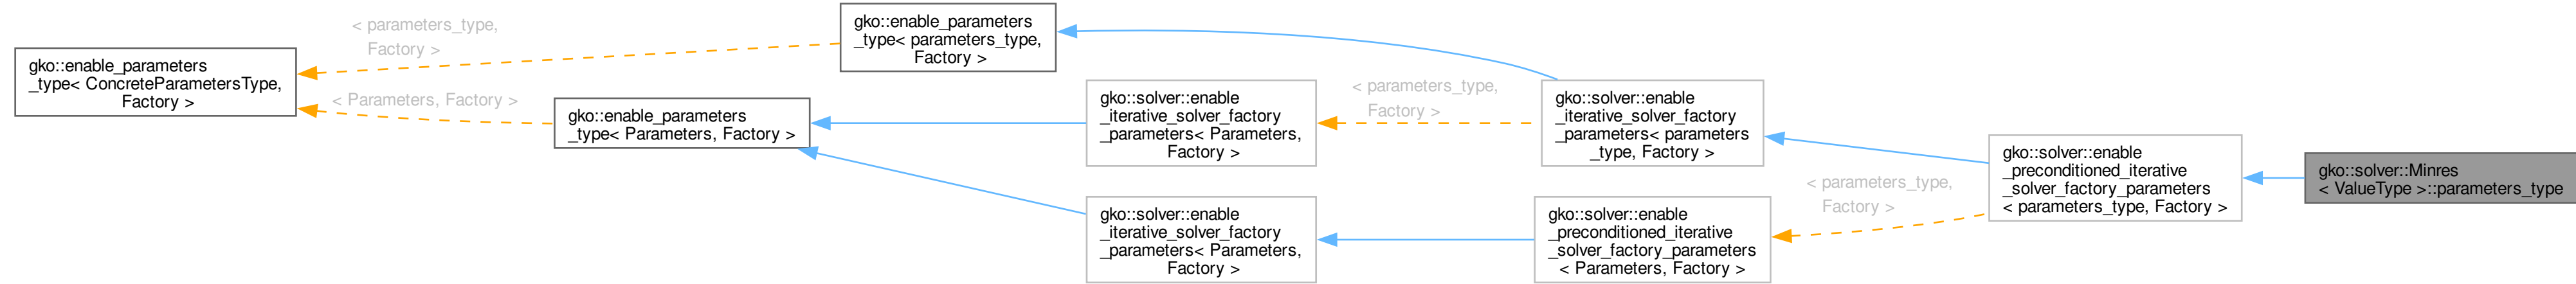 gko::enable_parameters
_type< ConcreteParametersType,
Factory >
< parameters_type,
Factory >
< Parameters, Factory >
gko::enable_parameters
_type< parameters_type,
Factory >
gko::enable_parameters
_type< Parameters, Factory >
gko::solver::enable
_iterative_solver_factory
_parameters< Parameters,
Factory >
gko::solver::enable
_iterative_solver_factory
_parameters< Parameters,
Factory >
< parameters_type,
Factory >
gko::solver::enable
_iterative_solver_factory
_parameters< parameters
_type, Factory >
gko::solver::enable
_preconditioned_iterative
_solver_factory_parameters
< Parameters, Factory >
< parameters_type,
Factory >
gko::solver::enable
_preconditioned_iterative
_solver_factory_parameters
< parameters_type, Factory >
gko::solver::Minres
< ValueType >::parameters_type